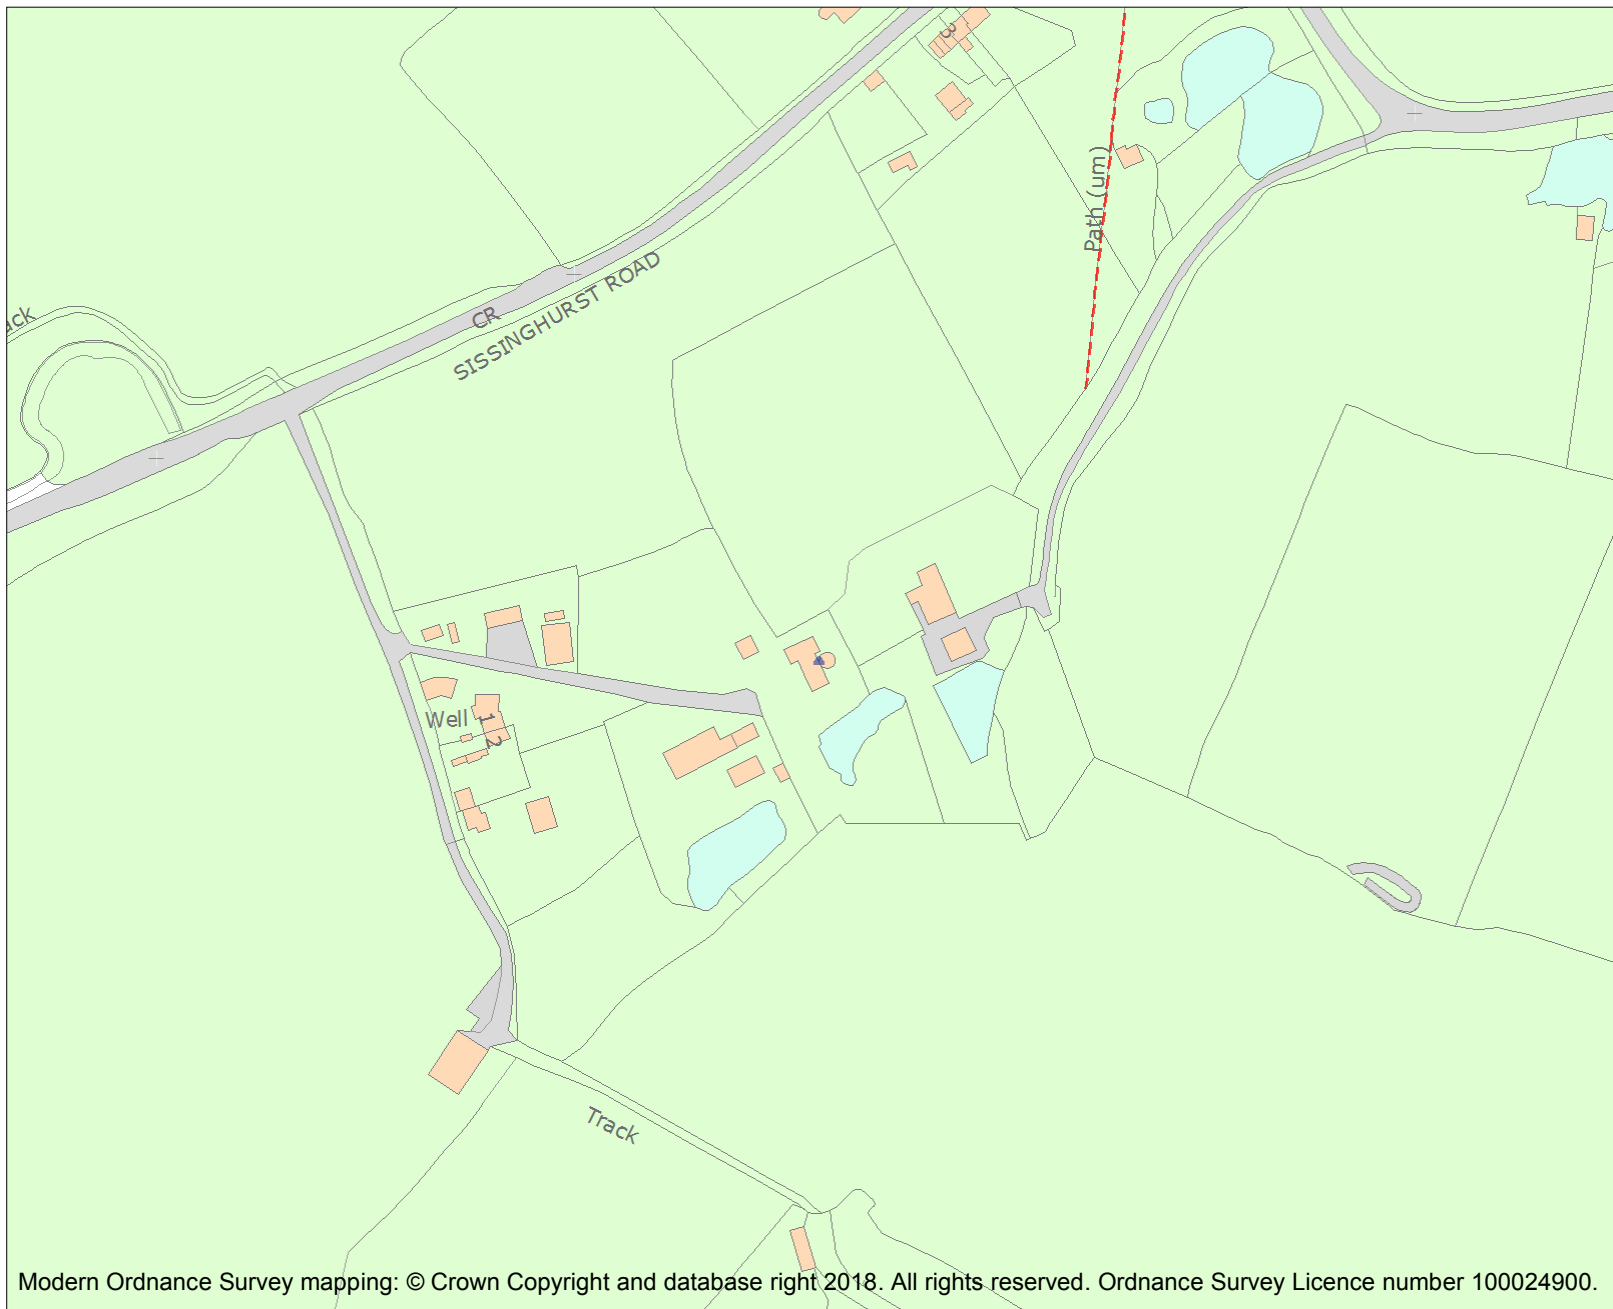 3
Path (um)
ack
CR
SISSINGHURST ROAD
Well
1
2
Track
Modern Ordnance Survey mapping: © Crown Copyright and database right 2018. All rights reserved. Ordnance Survey Licence number 100024900.